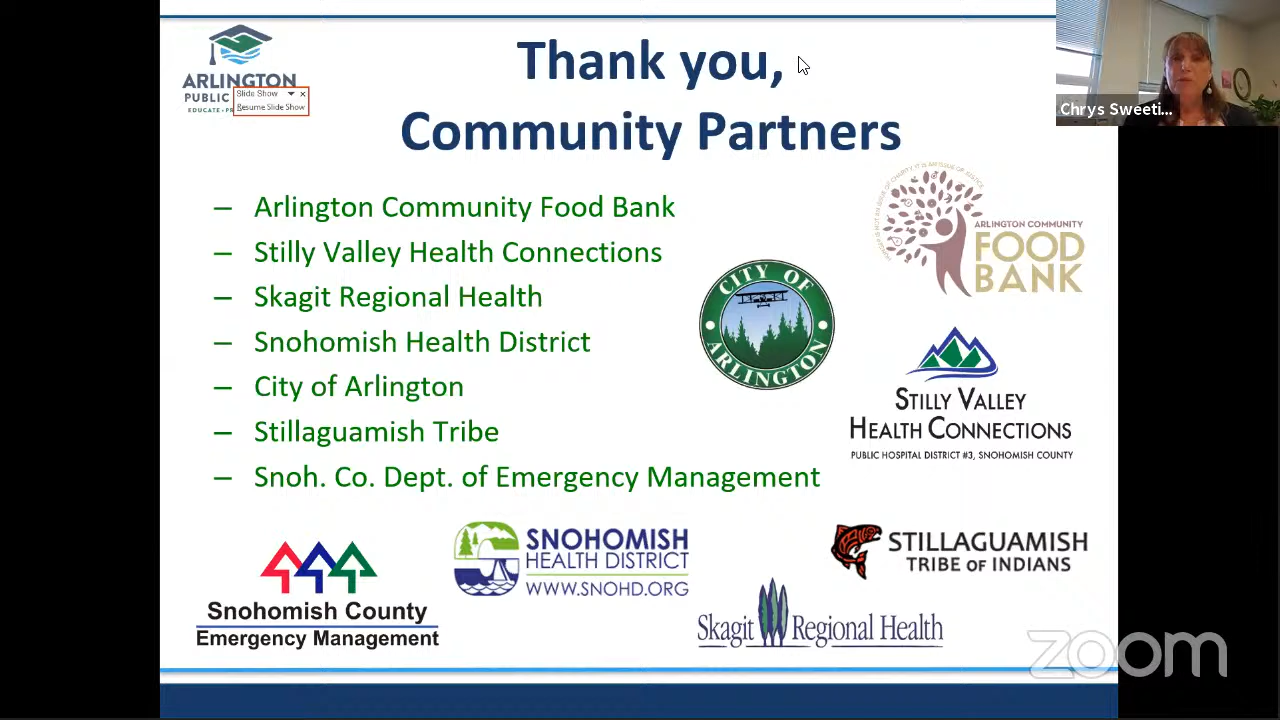 ARLINGTON
PUBLIC
EDUCATE • PR
Slide Show
Resume Slide Show
Thank you,
Community Partners
Chrys Sweeti...
– Arlington Community Food Bank
– Stilly Valley Health Connections
– Skagit Regional Health
– Snohomish Health District
– City of Arlington
– Stillaguamish Tribe
– Snoh. Co. Dept. of Emergency Management
ARLINGTON COMMUNITY
FOOD
BANK
CITY OF
ARLINGTON
STILLY VALLEY
HEALTH CONNECTIONS
PUBLIC HOSPITAL DISTRICT #3, SNOHOMISH COUNTY
Snohomish County
Emergency Management
SNOHOMISH
HEALTH DISTRICT
WWW.SNOHD.ORG
STILLAGUAMISH
TRIBE OF INDIANS
Skagit Regional Health
zoom